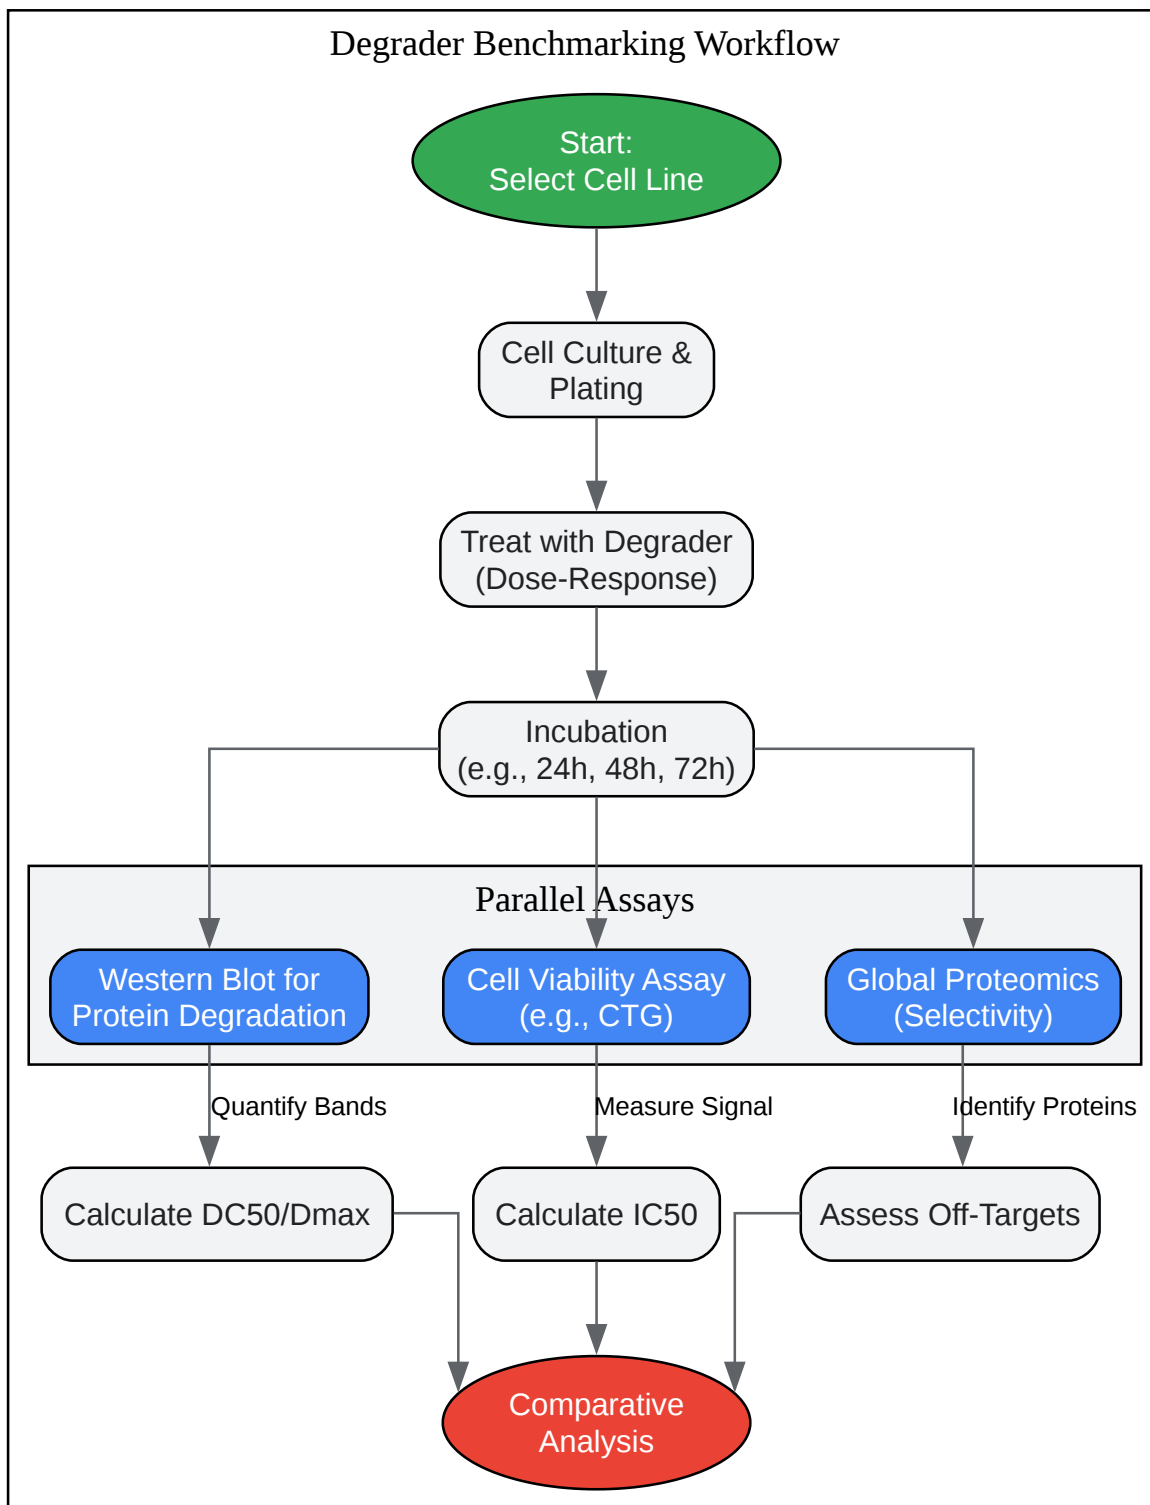 Degrader Benchmarking Workflow
Start:
Select Cell Line
Cell Culture &
Plating
Treat with Degrader
(Dose-Response)
Incubation
(e.g., 24h, 48h, 72h)
Parallel Assays
Western Blot for
Protein Degradation
Cell Viability Assay
(e.g., CTG)
Global Proteomics
(Selectivity)
Quantify Bands
Measure Signal
Identify Proteins
Calculate DC50/Dmax
Calculate IC50
Assess Off-Targets
Comparative
Analysis